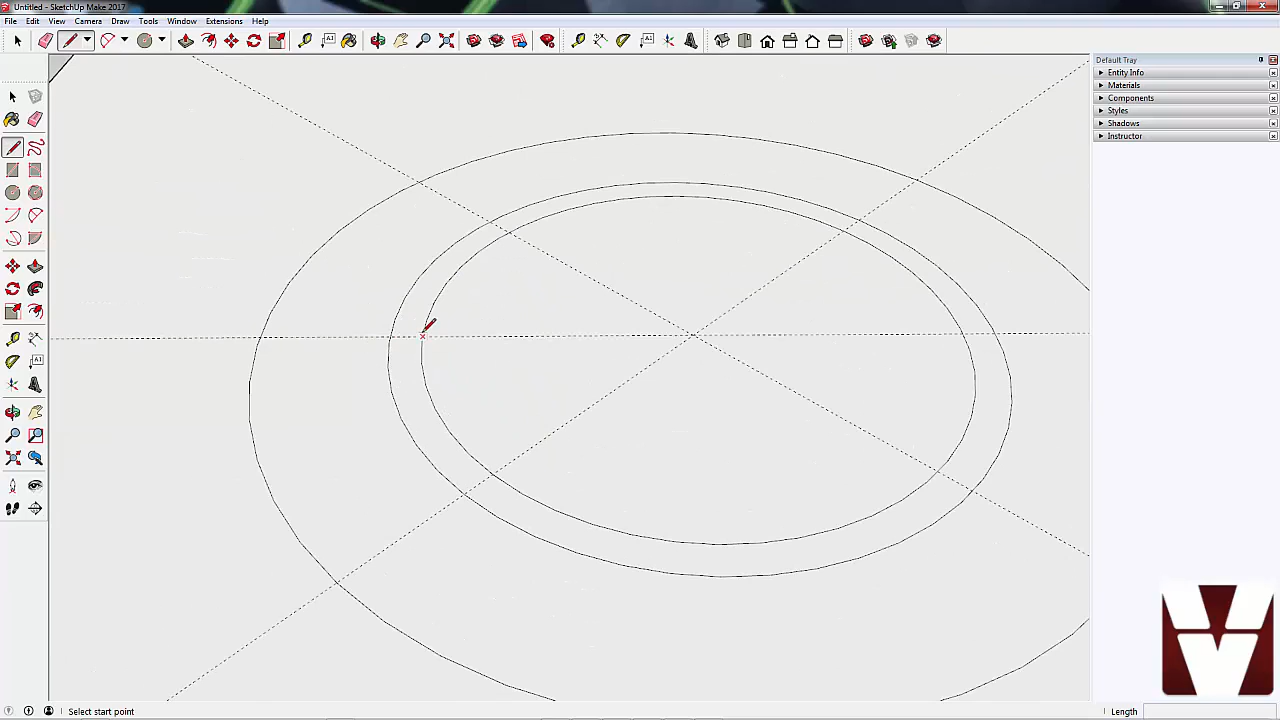 Untitled - SketchUp Make 2017
File Edit View Camera Draw Tools Window Extensions Help
Default Tray
Entity Info
Materials
Components
Styles
Shadows
Instructor
Select start point
Length